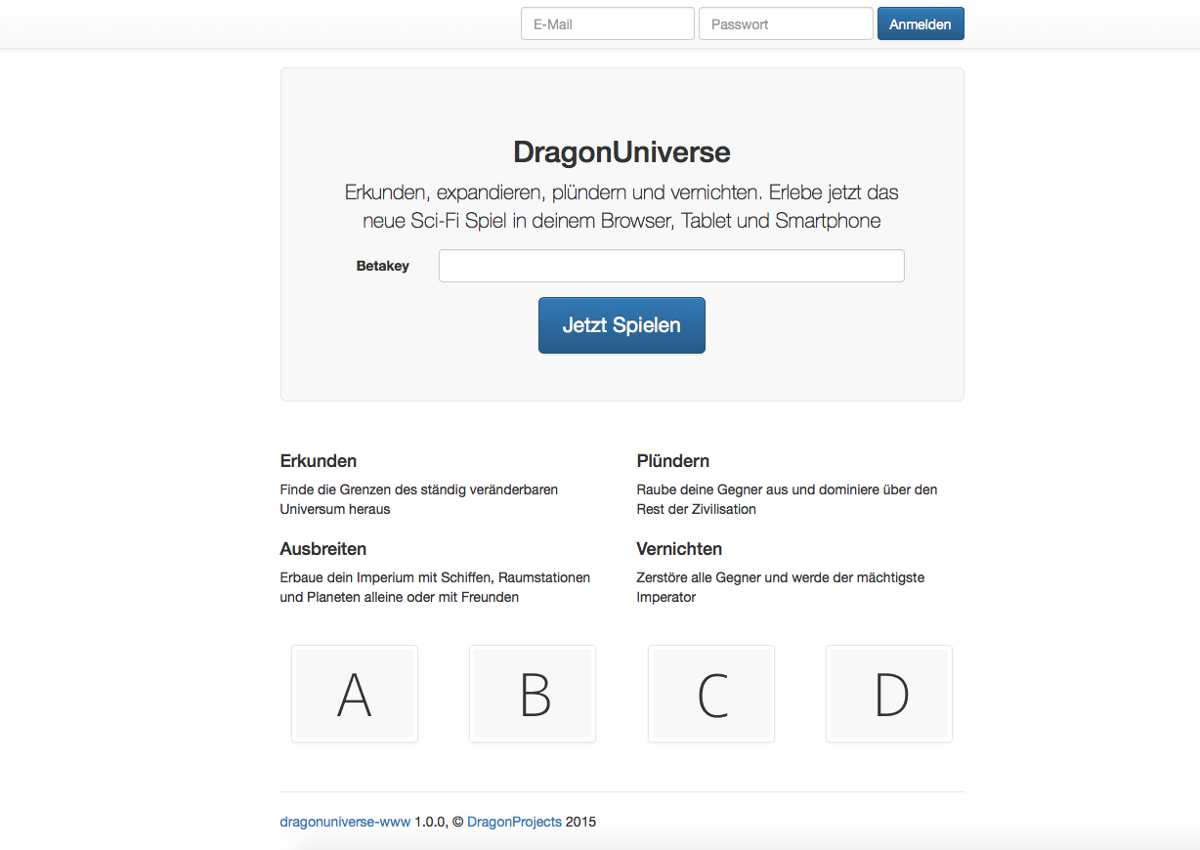 E-Mail Passwort Anmelden
DragonUniverse
Erkunden, expandieren, plündern und vernichten. Erlebe jetzt das
neue Sci-Fi Spiel in deinem Browser, Tablet und Smartphone
Betakey
Jetzt Spielen
Erkunden
Finde die Grenzen des ständig veränderbaren
Universum heraus
Plündern
Raube deine Gegner aus und dominiere über den
Rest der Zivilisation
Ausbreiten
Erbaue dein Imperium mit Schiffen, Raumstationen
und Planeten alleine oder mit Freunden
Vernichten
Zerstöre alle Gegner und werde der mächtigste
Imperator
A B C D
dragonuniverse-www 1.0.0, © DragonProjects 2015